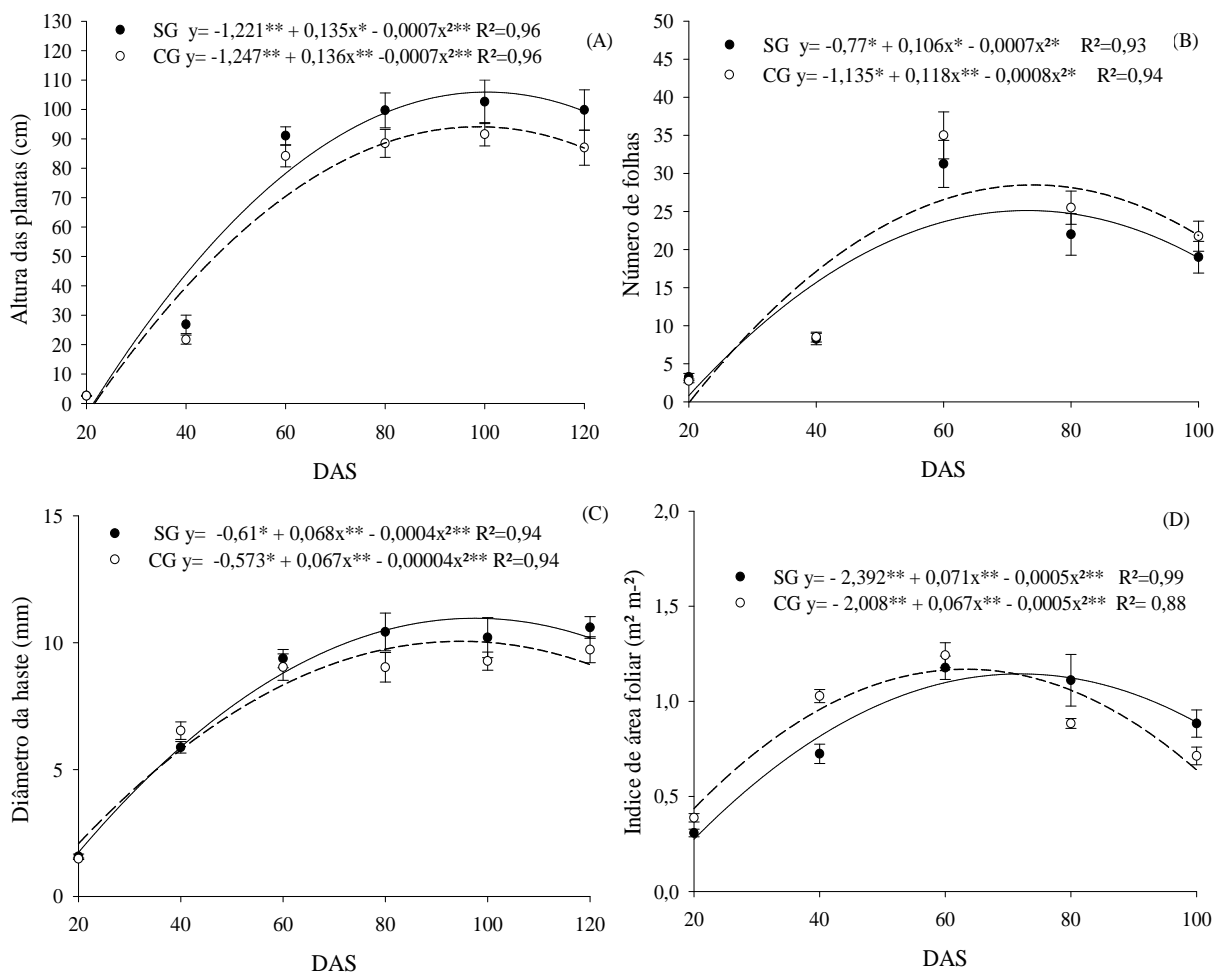 SG y= -1,221** + 0,135x* - 0,0007x²** R²=0,96
CG y= -1,247** + 0,136x** -0,0007x²** R²=0,96
(A)
130
120
110
100
90
80
70
60
50
40
30
20
10
0
Altura das plantas (cm)
20 40 60 80 100 120
DAS
SG y= -0,77* + 0,106x* - 0,0007x²* R²=0,93
CG y= -1,135* + 0,118x** - 0,0008x²* R²=0,94
(B)
50
45
40
35
30
25
20
15
10
5
0
Número de folhas
20 40 60 80 100
DAS
SG y= -0,61* + 0,068x** - 0,0004x²** R²=0,94
CG y= -0,573* + 0,067x** - 0,00004x²** R²=0,94
(C)
15
10
5
0
Diâmetro da haste (mm)
20 40 60 80 100 120
DAS
(D)
SG y= - 2,392** + 0,071x** - 0,0005x²** R²=0,99
CG y= - 2,008** + 0,067x** - 0,0005x²** R²= 0,88
2,0
1,5
1,0
0,5
0,0
Indice de área foliar (m² m-²)
20 40 60 80 100
DAS